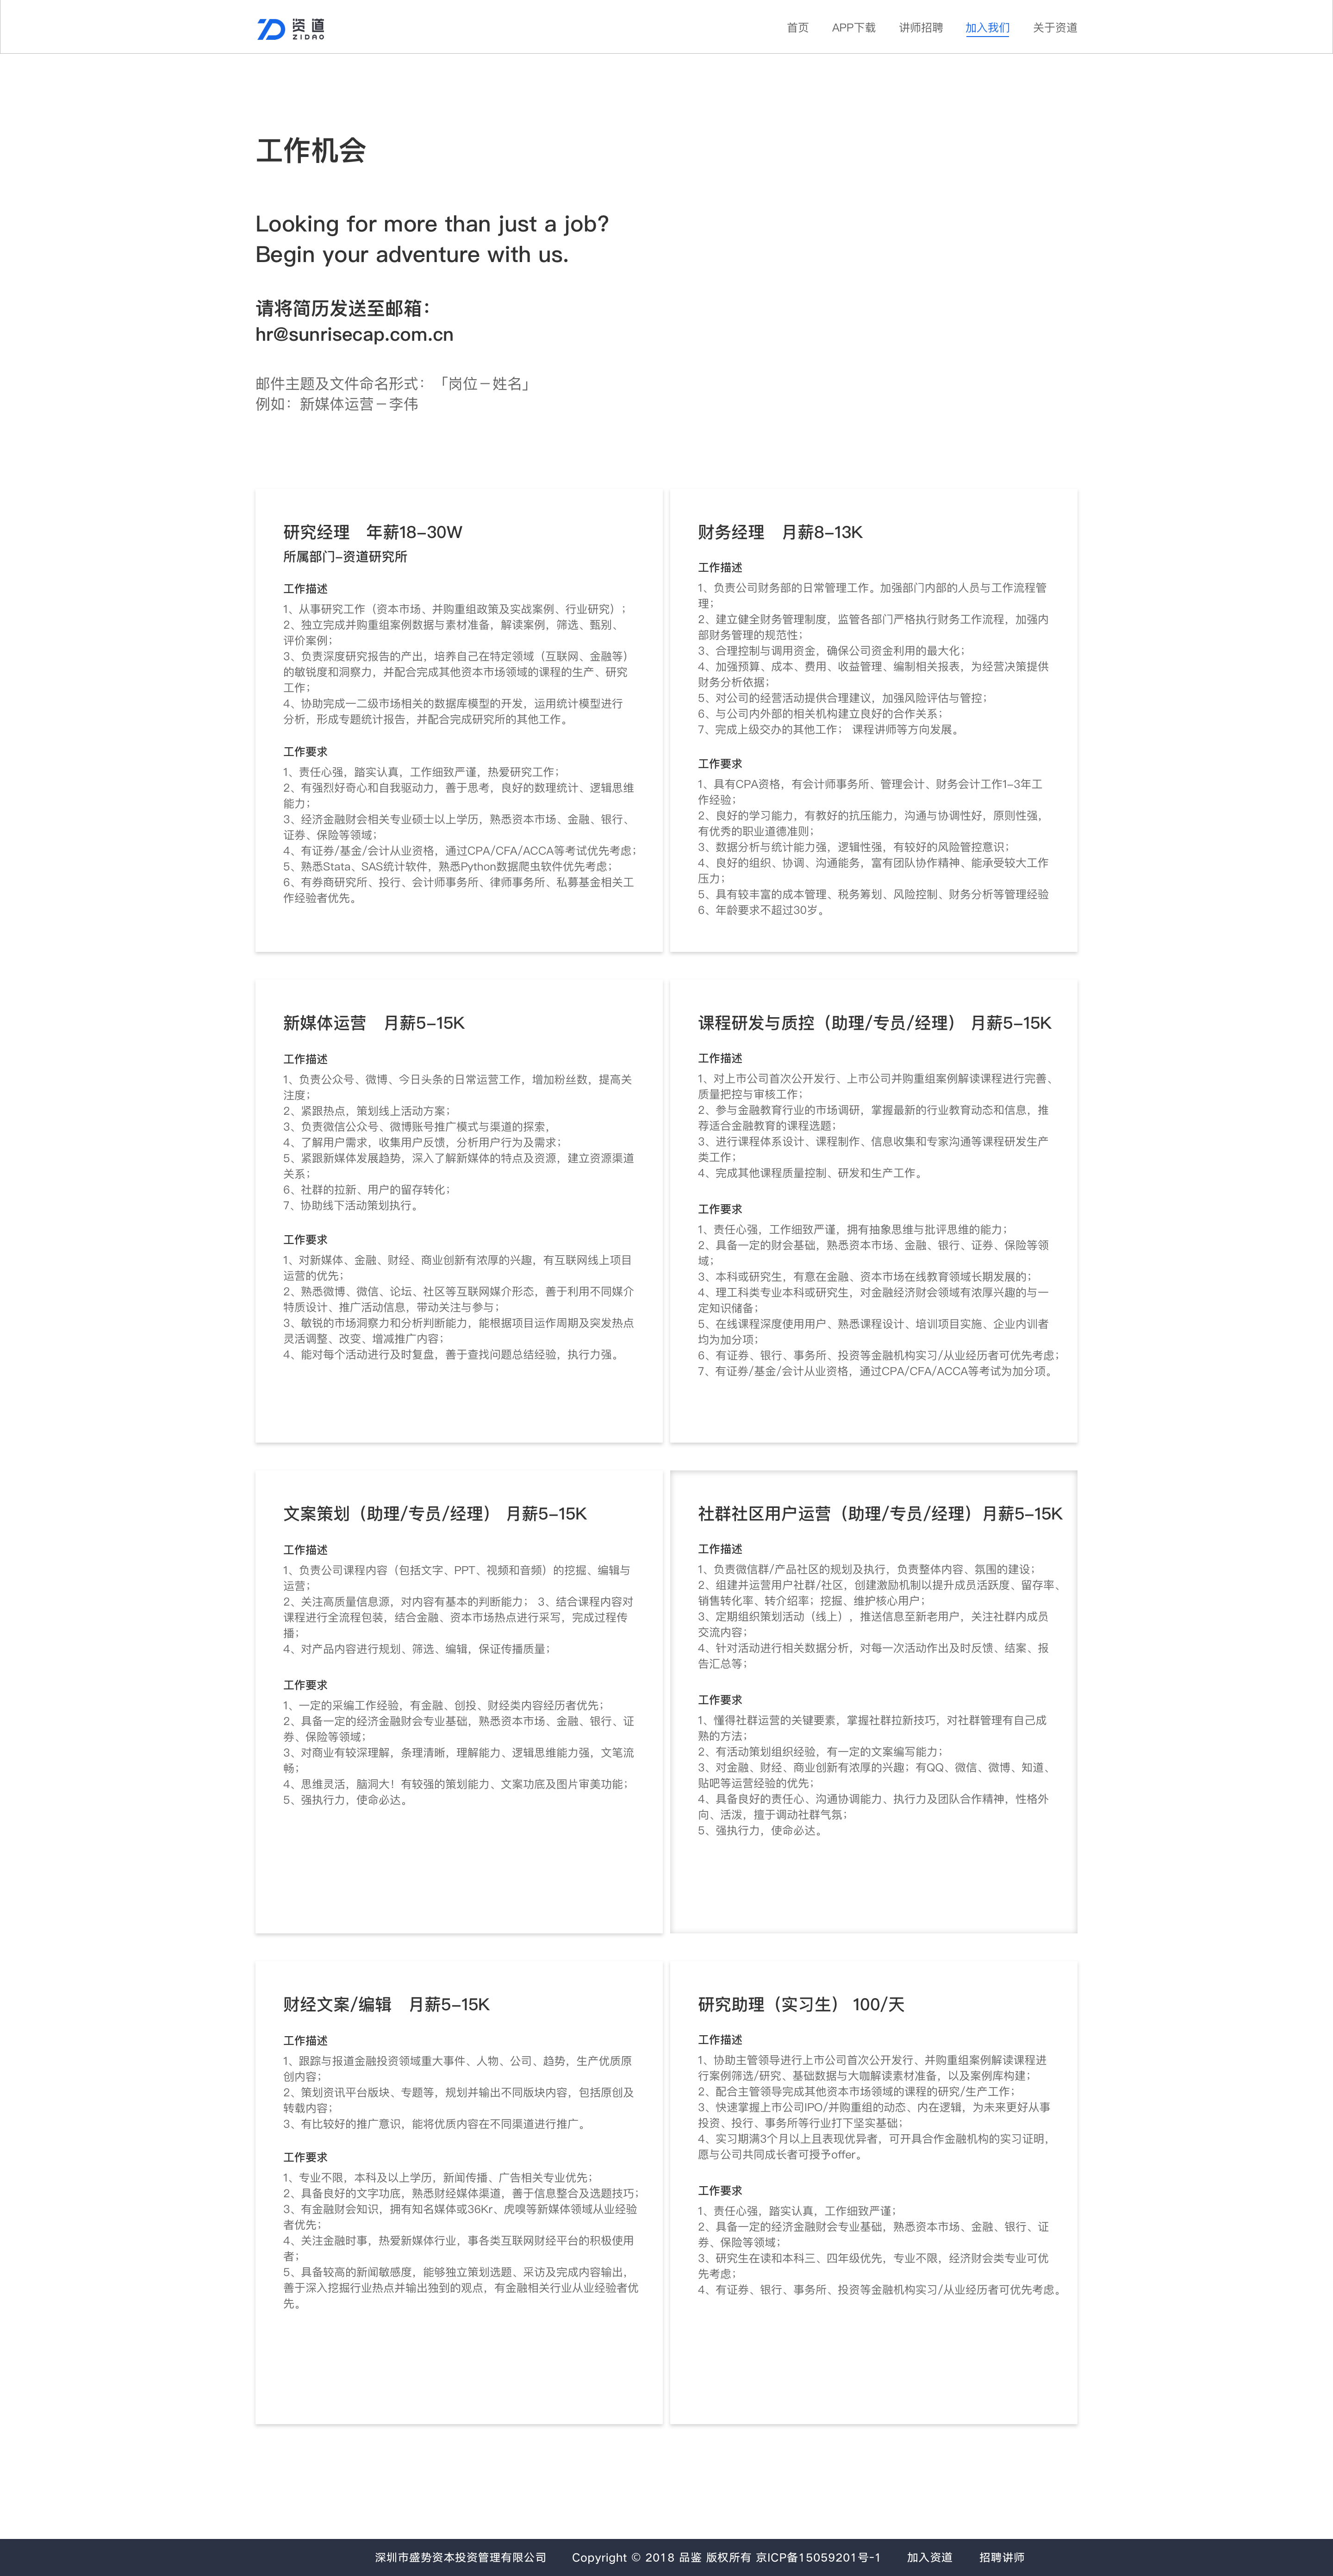 资道
ZIDAO
首页 APP下载 讲师招聘 加入我们 关于资道
工作机会
Looking for more than just a job?
Begin your adventure with us.
请将简历发送至邮箱：
hr@sunrisecap.com.cn
邮件主题及文件命名形式：「岗位－姓名」
例如：新媒体运营－李伟
研究经理 年薪18-30W
所属部门-资道研究所
工作描述
1、从事研究工作（资本市场、并购重组政策及实战案例、行业研究）；
2、独立完成并购重组案例数据与素材准备，解读案例，筛选、甄别、
评价案例；
3、负责深度研究报告的产出，培养自己在特定领域（互联网、金融等）
的敏锐度和洞察力，并配合完成其他资本市场领域的课程的生产、研究
工作；
4、协助完成一二级市场相关的数据库模型的开发，运用统计模型进行
分析，形成专题统计报告，并配合完成研究所的其他工作。
工作要求
1、责任心强，踏实认真，工作细致严谨，热爱研究工作；
2、有强烈好奇心和自我驱动力，善于思考，良好的数理统计、逻辑思维
能力；
3、经济金融财会相关专业硕士以上学历，熟悉资本市场、金融、银行、
证券、保险等领域；
4、有证券/基金/会计从业资格，通过CPA/CFA/ACCA等考试优先考虑；
5、熟悉Stata、SAS统计软件，熟悉Python数据爬虫软件优先考虑；
6、有券商研究所、投行、会计师事务所、律师事务所、私募基金相关工
作经验者优先。
财务经理 月薪8-13K
工作描述
1、负责公司财务部的日常管理工作。加强部门内部的人员与工作流程管
理；
2、建立健全财务管理制度，监管各部门严格执行财务工作流程，加强内
部财务管理的规范性；
3、合理控制与调用资金，确保公司资金利用的最大化；
4、加强预算、成本、费用、收益管理、编制相关报表，为经营决策提供
财务分析依据；
5、对公司的经营活动提供合理建议，加强风险评估与管控；
6、与公司内外部的相关机构建立良好的合作关系；
7、完成上级交办的其他工作； 课程讲师等方向发展。
工作要求
1、具有CPA资格，有会计师事务所、管理会计、财务会计工作1-3年工
作经验；
2、良好的学习能力，有教好的抗压能力，沟通与协调性好，原则性强，
有优秀的职业道德准则；
3、数据分析与统计能力强，逻辑性强，有较好的风险管控意识；
4、良好的组织、协调、沟通能务，富有团队协作精神、能承受较大工作
压力；
5、具有较丰富的成本管理、税务筹划、风险控制、财务分析等管理经验
6、年龄要求不超过30岁。
新媒体运营 月薪5-15K
工作描述
1、负责公众号、微博、今日头条的日常运营工作，增加粉丝数，提高关
注度；
2、紧跟热点，策划线上活动方案；
3、负责微信公众号、微博账号推广模式与渠道的探索，
4、了解用户需求，收集用户反馈，分析用户行为及需求；
5、紧跟新媒体发展趋势，深入了解新媒体的特点及资源，建立资源渠道
关系；
6、社群的拉新、用户的留存转化；
7、协助线下活动策划执行。
工作要求
1、对新媒体、金融、财经、商业创新有浓厚的兴趣，有互联网线上项目
运营的优先；
2、熟悉微博、微信、论坛、社区等互联网媒介形态，善于利用不同媒介
特质设计、推广活动信息，带动关注与参与；
3、敏锐的市场洞察力和分析判断能力，能根据项目运作周期及突发热点
灵活调整、改变、增减推广内容；
4、能对每个活动进行及时复盘，善于查找问题总结经验，执行力强。
课程研发与质控（助理/专员/经理） 月薪5-15K
工作描述
1、对上市公司首次公开发行、上市公司并购重组案例解读课程进行完善、
质量把控与审核工作；
2、参与金融教育行业的市场调研，掌握最新的行业教育动态和信息，推
荐适合金融教育的课程选题；
3、进行课程体系设计、课程制作、信息收集和专家沟通等课程研发生产
类工作；
4、完成其他课程质量控制、研发和生产工作。
工作要求
1、责任心强，工作细致严谨，拥有抽象思维与批评思维的能力；
2、具备一定的财会基础，熟悉资本市场、金融、银行、证券、保险等领
域；
3、本科或研究生，有意在金融、资本市场在线教育领域长期发展的；
4、理工科类专业本科或研究生，对金融经济财会领域有浓厚兴趣的与一
定知识储备；
5、在线课程深度使用用户、熟悉课程设计、培训项目实施、企业内训者
均为加分项；
6、有证券、银行、事务所、投资等金融机构实习/从业经历者可优先考虑；
7、有证券/基金/会计从业资格，通过CPA/CFA/ACCA等考试为加分项。
文案策划（助理/专员/经理） 月薪5-15K
工作描述
1、负责公司课程内容（包括文字、PPT、视频和音频）的挖掘、编辑与
运营；
2、关注高质量信息源，对内容有基本的判断能力； 3、结合课程内容对
课程进行全流程包装，结合金融、资本市场热点进行采写，完成过程传
播；
4、对产品内容进行规划、筛选、编辑，保证传播质量；
工作要求
1、一定的采编工作经验，有金融、创投、财经类内容经历者优先；
2、具备一定的经济金融财会专业基础，熟悉资本市场、金融、银行、证
券、保险等领域；
3、对商业有较深理解，条理清晰，理解能力、逻辑思维能力强，文笔流
畅；
4、思维灵活，脑洞大！有较强的策划能力、文案功底及图片审美功能；
5、强执行力，使命必达。
社群社区用户运营（助理/专员/经理）月薪5-15K
工作描述
1、负责微信群/产品社区的规划及执行，负责整体内容、氛围的建设；
2、组建并运营用户社群/社区，创建激励机制以提升成员活跃度、留存率、
销售转化率、转介绍率；挖掘、维护核心用户；
3、定期组织策划活动（线上），推送信息至新老用户，关注社群内成员
交流内容；
4、针对活动进行相关数据分析，对每一次活动作出及时反馈、结案、报
告汇总等；
工作要求
1、懂得社群运营的关键要素，掌握社群拉新技巧，对社群管理有自己成
熟的方法；
2、有活动策划组织经验，有一定的文案编写能力；
3、对金融、财经、商业创新有浓厚的兴趣；有QQ、微信、微博、知道、
贴吧等运营经验的优先；
4、具备良好的责任心、沟通协调能力、执行力及团队合作精神，性格外
向、活泼，擅于调动社群气氛；
5、强执行力，使命必达。
财经文案/编辑 月薪5-15K
工作描述
1、跟踪与报道金融投资领域重大事件、人物、公司、趋势，生产优质原
创内容；
2、策划资讯平台版块、专题等，规划并输出不同版块内容，包括原创及
转载内容；
3、有比较好的推广意识，能将优质内容在不同渠道进行推广。
工作要求
1、专业不限，本科及以上学历，新闻传播、广告相关专业优先；
2、具备良好的文字功底，熟悉财经媒体渠道，善于信息整合及选题技巧；
3、有金融财会知识，拥有知名媒体或36Kr、虎嗅等新媒体领域从业经验
者优先；
4、关注金融时事，热爱新媒体行业，事各类互联网财经平台的积极使用
者；
5、具备较高的新闻敏感度，能够独立策划选题、采访及完成内容输出，
善于深入挖掘行业热点并输出独到的观点，有金融相关行业从业经验者优
先。
研究助理（实习生） 100/天
工作描述
1、协助主管领导进行上市公司首次公开发行、并购重组案例解读课程进
行案例筛选/研究、基础数据与大咖解读素材准备，以及案例库构建；
2、配合主管领导完成其他资本市场领域的课程的研究/生产工作；
3、快速掌握上市公司IPO/并购重组的动态、内在逻辑，为未来更好从事
投资、投行、事务所等行业打下坚实基础；
4、实习期满3个月以上且表现优异者，可开具合作金融机构的实习证明，
愿与公司共同成长者可授予offer。
工作要求
1、责任心强，踏实认真，工作细致严谨；
2、具备一定的经济金融财会专业基础，熟悉资本市场、金融、银行、证
券、保险等领域；
3、研究生在读和本科三、四年级优先，专业不限，经济财会类专业可优
先考虑；
4、有证券、银行、事务所、投资等金融机构实习/从业经历者可优先考虑。
深圳市盛势资本投资管理有限公司 Copyright © 2018 品鉴 版权所有 京ICP备15059201号-1 加入资道 招聘讲师